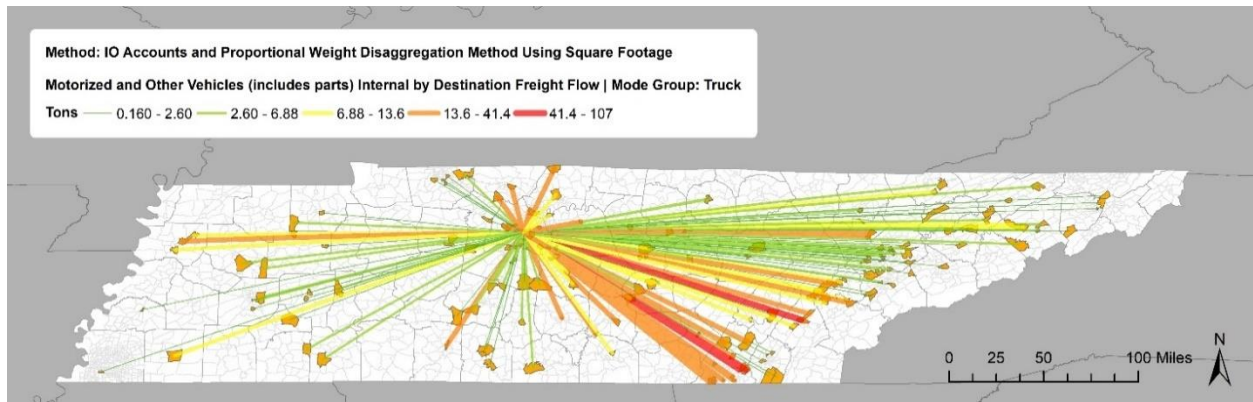 Method: IO Accounts and Proportional Weight Disaggregation Method Using Square Footage
Motorized and Other Vehicles (includes parts) Internal by Destination Freight Flow | Mode Group: Truck
Tons 0.160 - 2.60 2.60 - 6.88 6.88 - 13.6 13.6 - 41.4 41.4 - 107
N
0 25 50 100 Miles